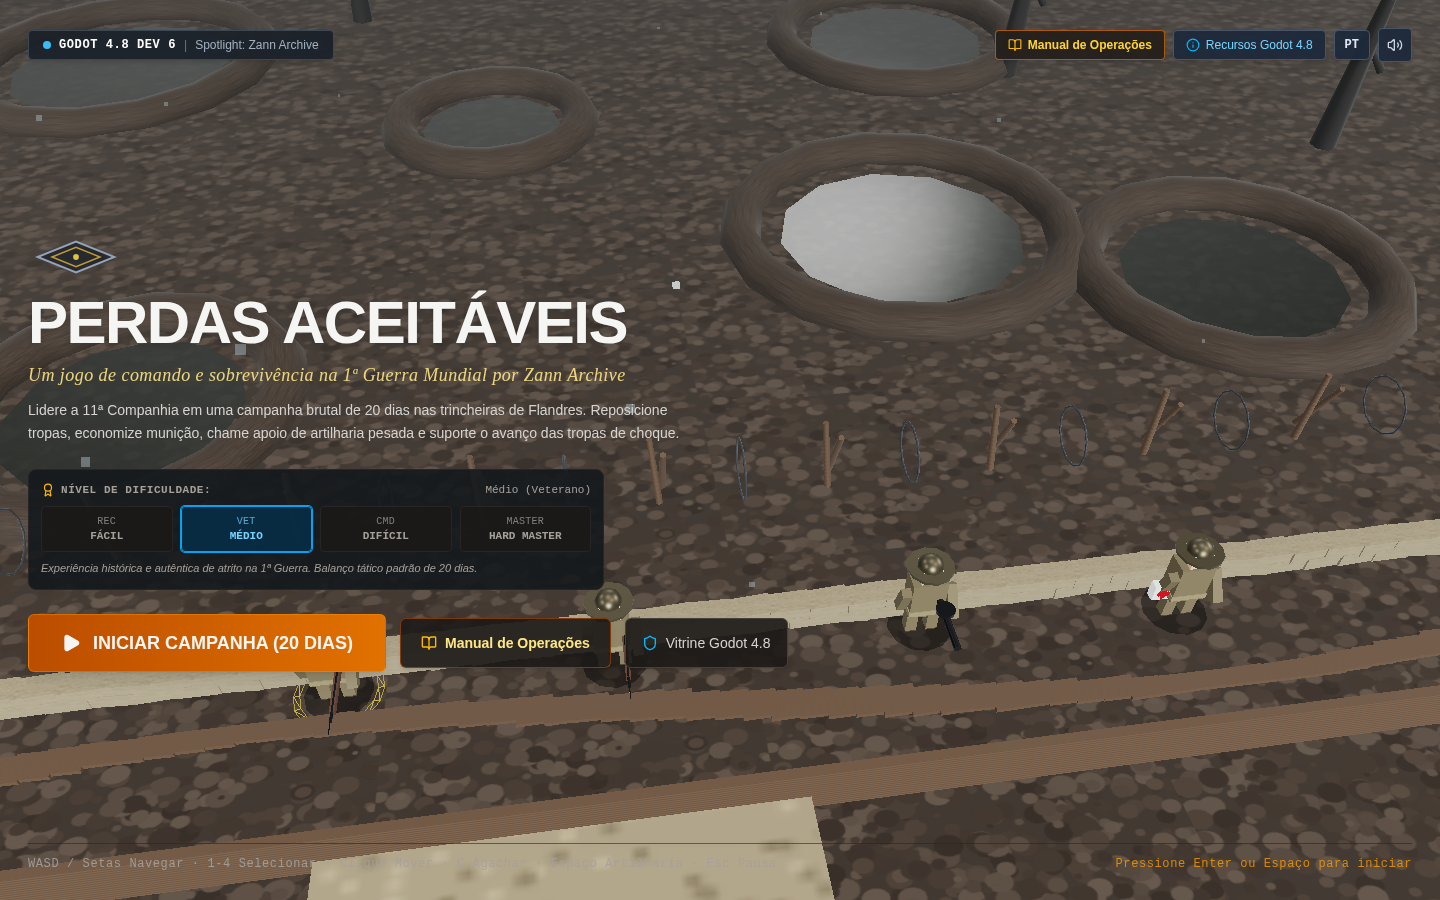 GODOT 4.8 DEV 6 | Spotlight: Zann Archive
Manual de Operações
Recursos Godot 4.8
PT
PERDAS ACEITÁVEIS
Um jogo de comando e sobrevivência na 1ª Guerra Mundial por Zann Archive
Lidere a 11ª Companhia em uma campanha brutal de 20 dias nas trincheiras de Flandres. Reposicione
tropas, economize munição, chame apoio de artilharia pesada e suporte o avanço das tropas de choque.
NÍVEL DE DIFICULDADE:
Médio (Veterano)
REC
FÁCIL
VET
MÉDIO
CMD
DIFÍCIL
MASTER
HARD MASTER
Experiência histórica e autêntica de atrito na 1ª Guerra. Balanço tático padrão de 20 dias.
INICIAR CAMPANHA (20 DIAS)
Manual de Operações
Vitrine Godot 4.8
WASD / Setas Navegar · 1-4 Selecionar
Pressione Enter ou Espaço para iniciar